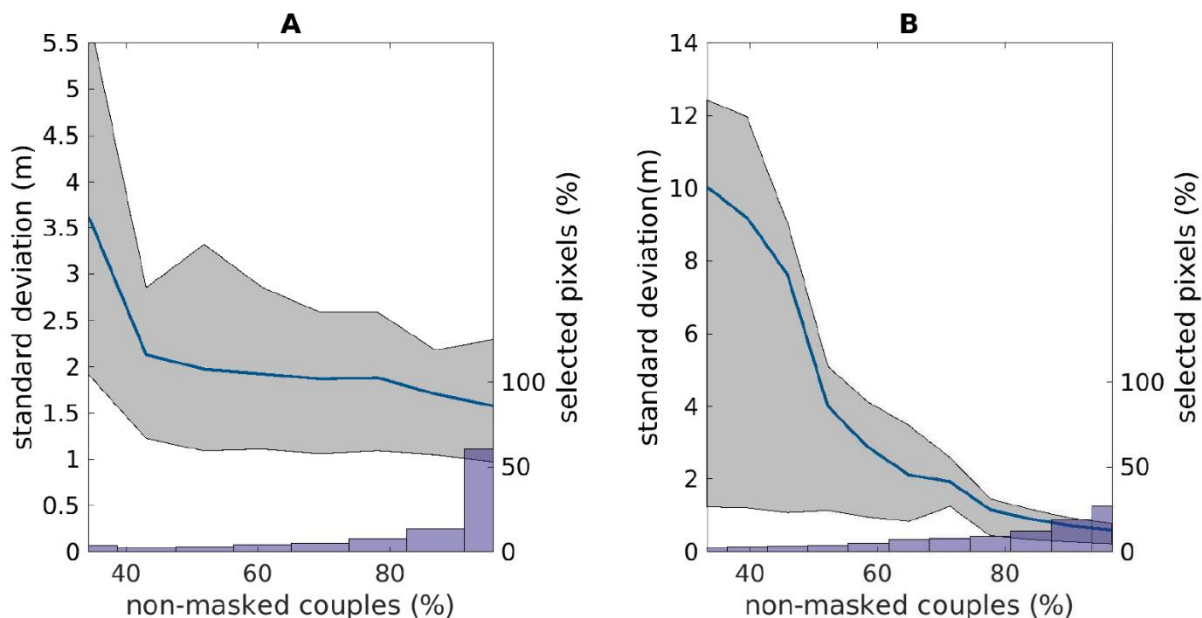 A
5.5
5
4.5
4
3.5
3
2.5
2
1.5
1
0.5
0
standard deviation (m)
100
50
0
selected pixels (%)
40 60 80
non-masked couples (%)
B
14
12
10
8
6
4
2
0
standard deviation(m)
100
50
0
selected pixels (%)
40 60 80
non-masked couples (%)